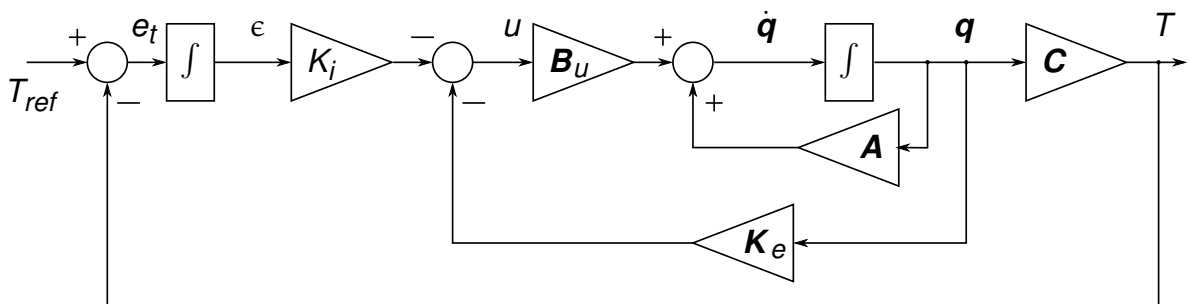 + e_t ∫ ϵ K_i − u B_u + q̇ ∫ q C T
T_ref − − + A
K_e